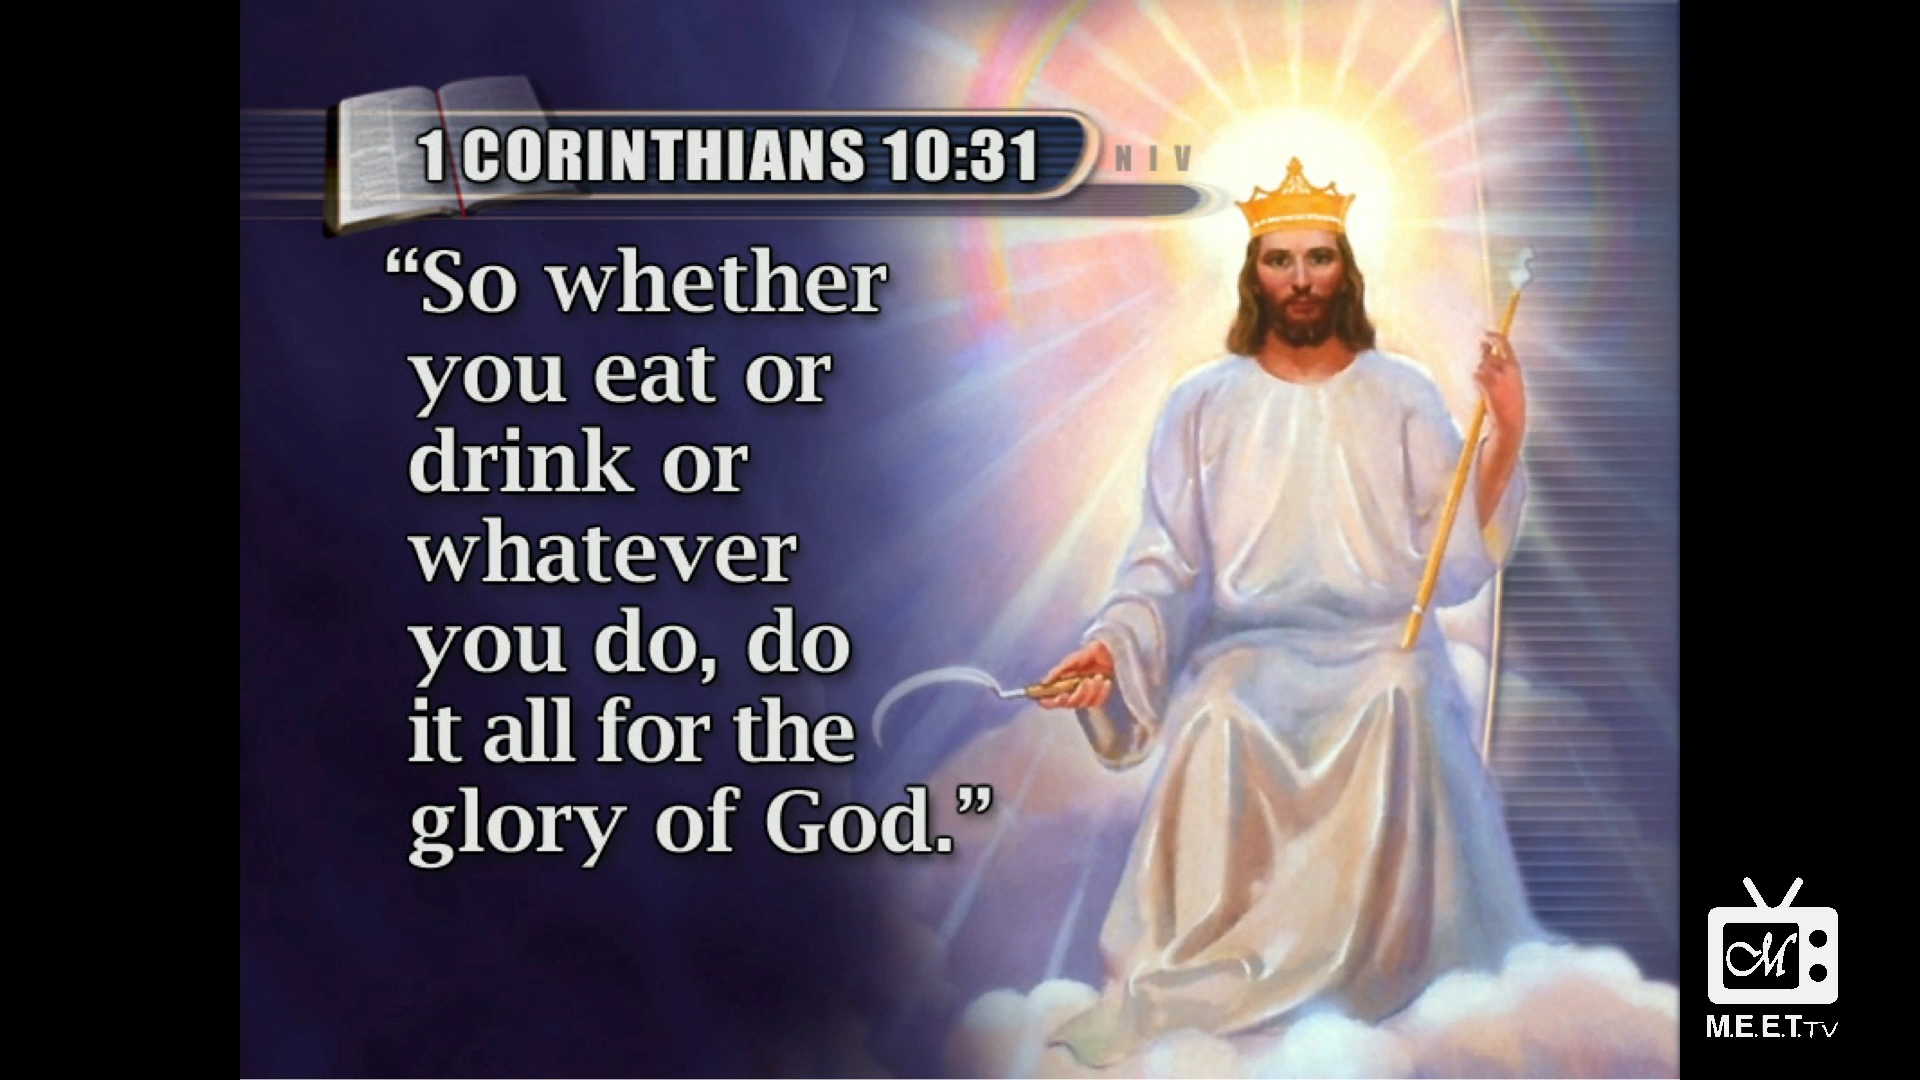 1 CORINTHIANS 10:31 NIV
“So whether
you eat or
drink or
whatever
you do, do
it all for the
glory of God.”
M
M.E.E.T.TV